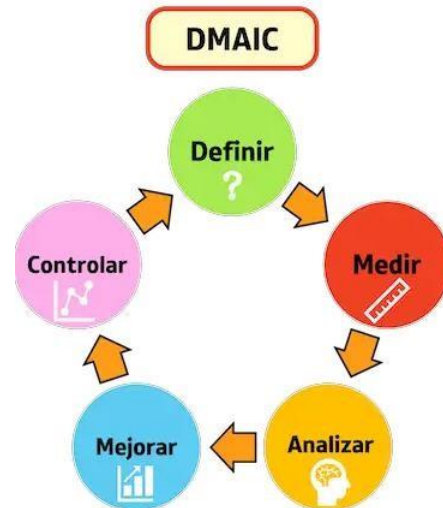 DMAIC
Definir
?
Medir
Analizar
Mejorar
Controlar